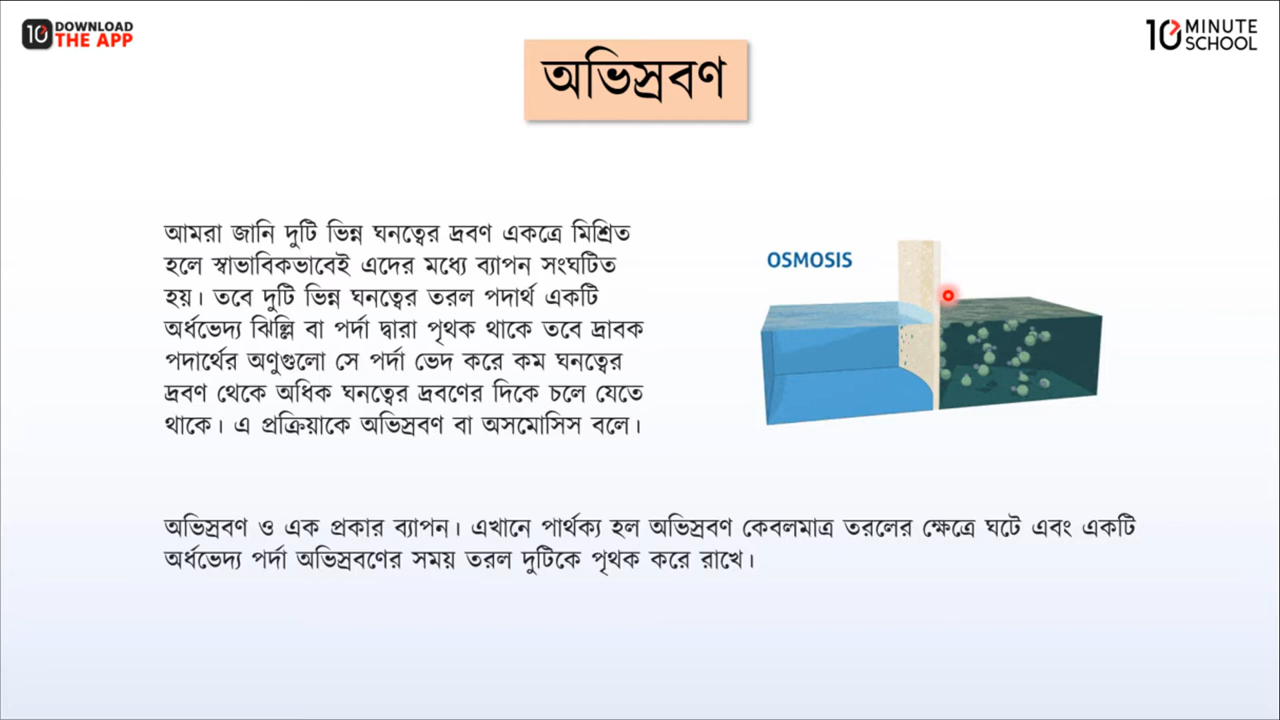 DOWNLOAD
THE APP
10 MINUTE
SCHOOL
অভিস্রবণ
আমরা জানি দুটি ভিন্ন ঘনত্বের দ্রবণ একত্রে মিশ্রিত
হলে স্বাভাবিকভাবেই এদের মধ্যে ব্যাপন সংঘটিত
হয়। তবে দুটি ভিন্ন ঘনত্বের তরল পদার্থ একটি
অর্ধভেদ্য ঝিল্লি বা পর্দা দ্বারা পৃথক থাকে তবে দ্রাবক
পদার্থের অণুগুলো সে পর্দা ভেদ করে কম ঘনত্বের
দ্রবণ থেকে অধিক ঘনত্বের দ্রবণের দিকে চলে যেতে
থাকে। এ প্রক্রিয়াকে অভিস্রবণ বা অসমোসিস বলে।
OSMOSIS
অভিস্রবণ ও এক প্রকার ব্যাপন। এখানে পার্থক্য হল অভিস্রবণ কেবলমাত্র তরলের ক্ষেত্রে ঘটে এবং একটি
অর্ধভেদ্য পর্দা অভিস্রবণের সময় তরল দুটিকে পৃথক করে রাখে।